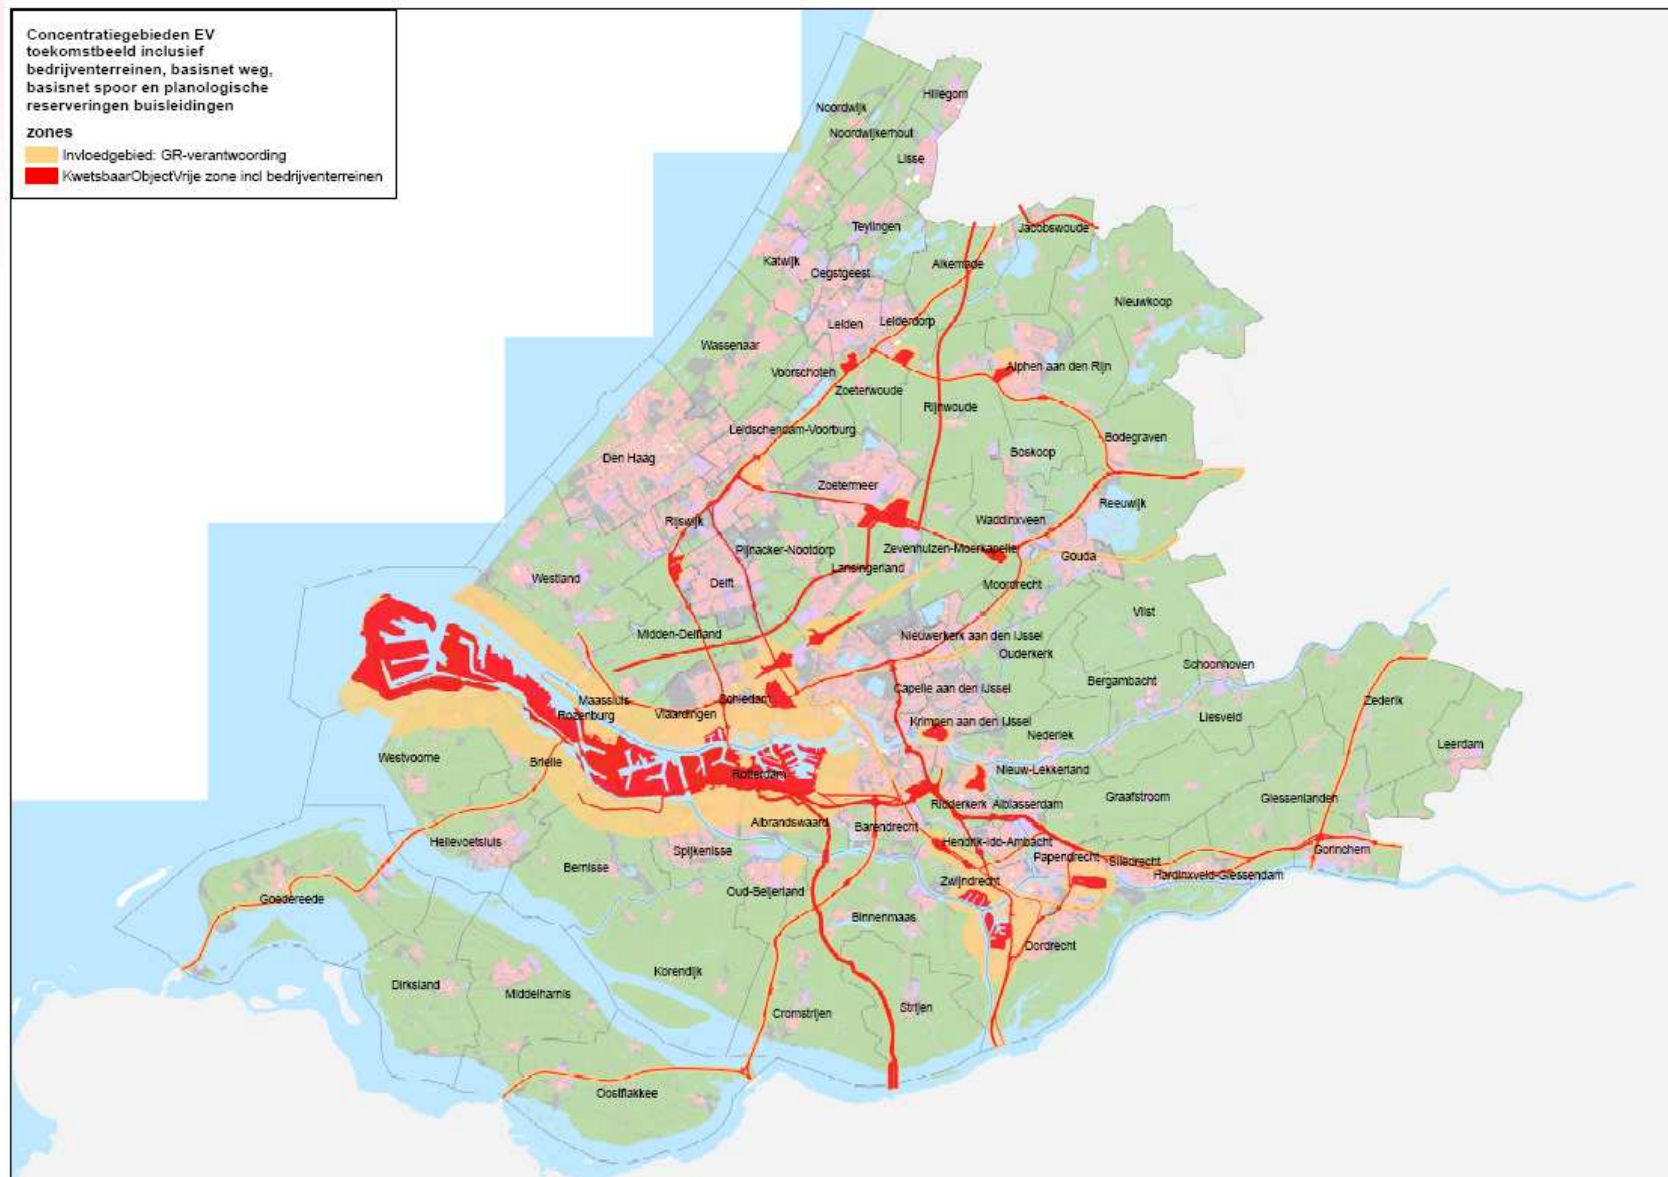 Concentratiegebieden EV
toekomstbeeld inclusief
bedrijventerreinen, basisnet weg,
basisnet spoor en planologische
reserveringen buisleidingen
zones
Invloedgebied: GR-verantwoording
KwetsbaarObjectVrije zone incl bedrijventerreinen
Hillegom
Noordwijk
Noordwijkerhout
Lisse
Teylingen
Jacobswoude
Katwijk
Oegstgeest
Alkemade
Nieuwkoop
Leiden
Leiderdorp
Wassenaar
Voorschoten
Alphen aan den Rijn
Zoeterwoude
Rijnwoude
Leidschendam-Voorburg
Bodegraven
Den Haag
Boskoop
Zoetermeer
Reeuwijk
Rijswijk
Waddinxveen
Pijnacker-Nootdorp
Zevenhuizen-Moerkapelle
Gouda
Lansingerland
Westland
Delft
Moordrecht
Vlist
Midden-Delfland
Nieuwerkerk aan den IJssel
Ouderkerk
Schoonhoven
Bergambacht
Capelle aan den IJssel
Maassluis
Schiedam
Zederik
Rozenburg
Vlaardingen
Krimpen aan den IJssel
Liesveld
Nederlek
Leerdam
Westvoorne
Brielle
Nieuw-Lekkerland
Rotterdam
Graafstroom
Giessenlanden
Ridderkerk
Alblasserdam
Albrandswaard
Barendrecht
Hellevoetsluis
Hendrik-Ido-Ambacht
Spijkenisse
Papendrecht
Sliedrecht
Gorinchem
Bernisse
Zwijndrecht
Hardinxveld-Giessendam
Oud-Beijerland
Goedereede
Binnenmaas
Dordrecht
Korendijk
Dirksland
Middelharnis
Cromstrijen
Strijen
Oostflakkee